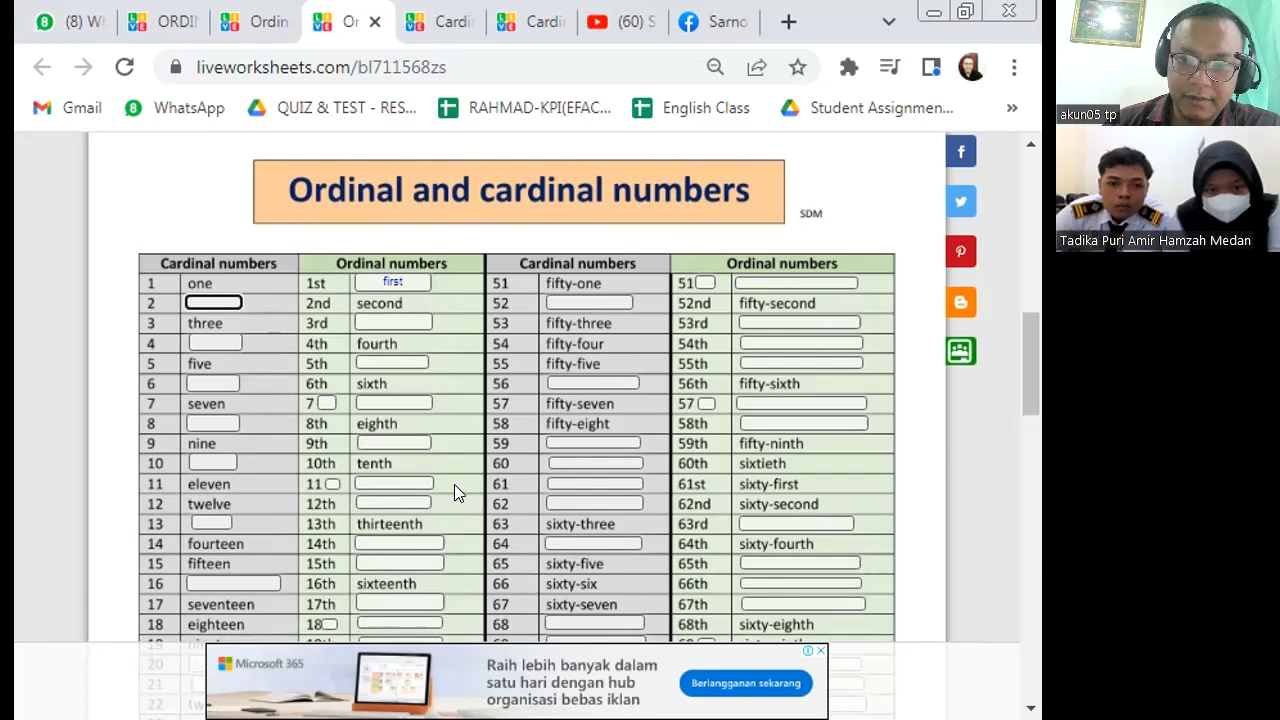 (8) W
ORDI
Ordin
Or
Cardi
Cardi
(60) S
Sarno
liveworksheets.com/bl711568zs
Gmail
WhatsApp
QUIZ & TEST - RES...
RAHMAD-KPI(EFAC...
English Class
Student Assignmen...
akun05 tp
Tadika Puri Amir Hamzah Medan
Ordinal and cardinal numbers
SDM
Cardinal numbers Ordinal numbers Cardinal numbers Ordinal numbers
1 one 1st first 51 fifty-one 51
2 2nd second 52 52nd fifty-second
3 three 3rd 53 fifty-three 53rd
4 4th fourth 54 fifty-four 54th
5 five 5th 55 fifty-five 55th
6 6th sixth 56 56th fifty-sixth
7 seven 7 57 fifty-seven 57
8 8th eighth 58 fifty-eight 58th
9 nine 9th 59 59th fifty-ninth
10 10th tenth 60 60th sixtieth
11 eleven 11 61 61st sixty-first
12 twelve 12th 62 62nd sixty-second
13 13th thirteenth 63 sixty-three 63rd
14 fourteen 14th 64 64th sixty-fourth
15 fifteen 15th 65 sixty-five 65th
16 16th sixteenth 66 sixty-six 66th
17 seventeen 17th 67 sixty-seven 67th
18 eighteen 18 68 68th sixty-eighth
20
21
22
Microsoft 365
Raih lebih banyak dalam
satu hari dengan hub
organisasi bebas iklan
Berlangganan sekarang